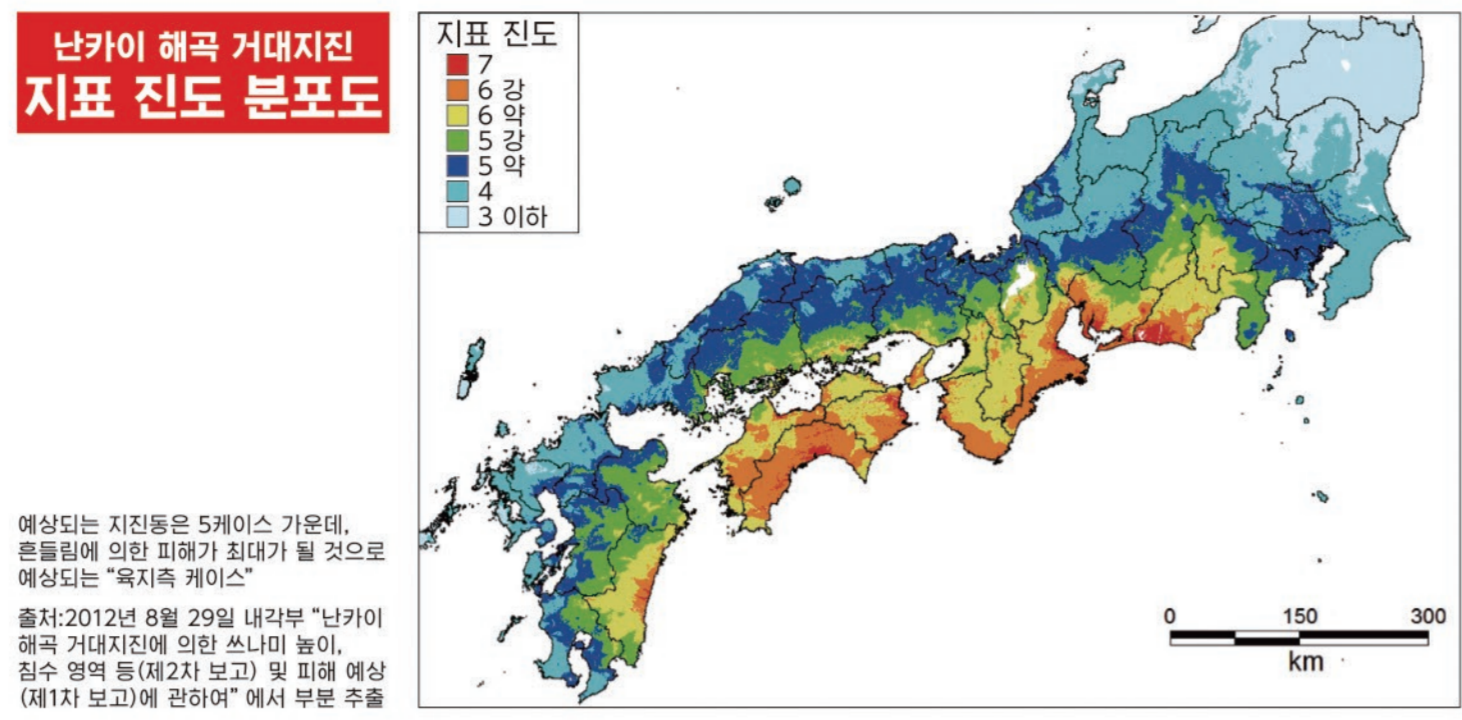 난카이 해곡 거대지진
지표 진도 분포도
예상되는 지진동은 5케이스 가운데,
흔들림에 의한 피해가 최대가 될 것으로
예상되는 “육지측 케이스”
출처:2012년 8월 29일 내각부 “난카이
해곡 거대지진에 의한 쓰나미 높이,
침수 영역 등(제2차 보고) 및 피해 예상
(제1차 보고)에 관하여” 에서 부분 추출
지표 진도
7
6 강
6 약
5 강
5 약
4
3 이하
0 150 300
km